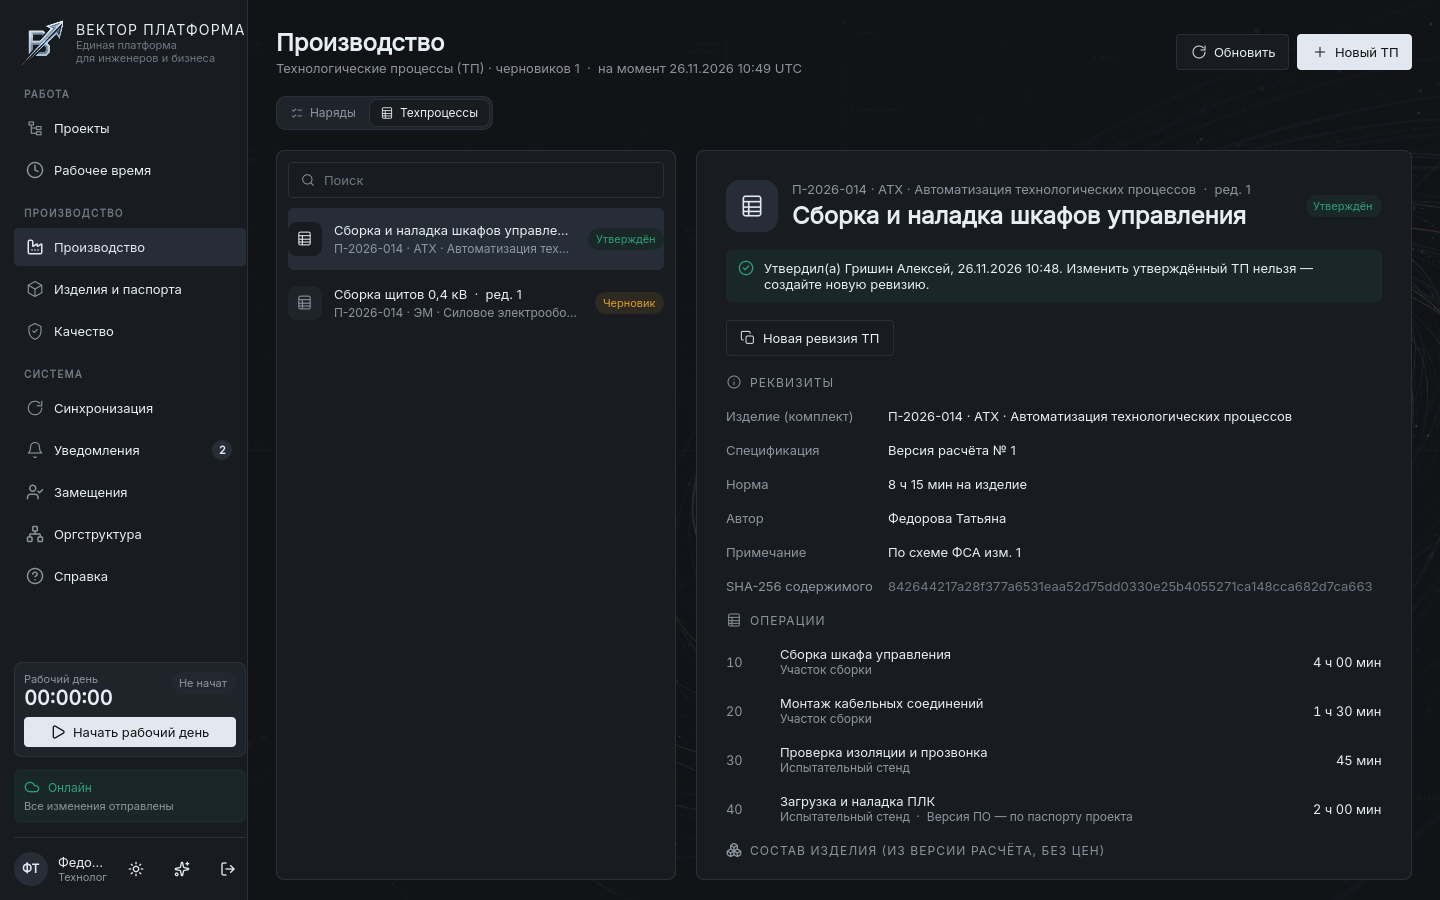 ВЕКТОР ПЛАТФОРМА
Единая платформа
для инженеров и бизнеса
РАБОТА
Проекты
Рабочее время
ПРОИЗВОДСТВО
Производство
Изделия и паспорта
Качество
СИСТЕМА
Синхронизация
Уведомления 2
Замещения
Оргструктура
Справка
Рабочий день
00:00:00
Не начат
Начать рабочий день
Онлайн
Все изменения отправлены
ФТ
Федо...
Технолог
Производство
Технологические процессы (ТП) · черновиков 1 · на момент 26.11.2026 10:49 UTC
Обновить
Новый ТП
Наряды
Техпроцессы
Поиск
Сборка и наладка шкафов управле...
П-2026-014 · АТХ · Автоматизация тех...
Утверждён
Сборка щитов 0,4 кВ · ред. 1
П-2026-014 · ЭМ · Силовое электрообо...
Черновик
П-2026-014 · АТХ · Автоматизация технологических процессов · ред. 1
Сборка и наладка шкафов управления
Утверждён
Утвердил(а) Гришин Алексей, 26.11.2026 10:48. Изменить утверждённый ТП нельзя —
создайте новую ревизию.
Новая ревизия ТП
РЕКВИЗИТЫ
Изделие (комплект) П-2026-014 · АТХ · Автоматизация технологических процессов
Спецификация Версия расчёта № 1
Норма 8 ч 15 мин на изделие
Автор Федорова Татьяна
Примечание По схеме ФСА изм. 1
SHA-256 содержимого 842644217a28f377a6531eaa52d75dd0330e25b4055271ca148cca682d7ca663
ОПЕРАЦИИ
10 Сборка шкафа управления 4 ч 00 мин
Участок сборки
20 Монтаж кабельных соединений 1 ч 30 мин
Участок сборки
30 Проверка изоляции и прозвонка 45 мин
Испытательный стенд
40 Загрузка и наладка ПЛК 2 ч 00 мин
Испытательный стенд · Версия ПО — по паспорту проекта
СОСТАВ ИЗДЕЛИЯ (ИЗ ВЕРСИИ РАСЧЁТА, БЕЗ ЦЕН)